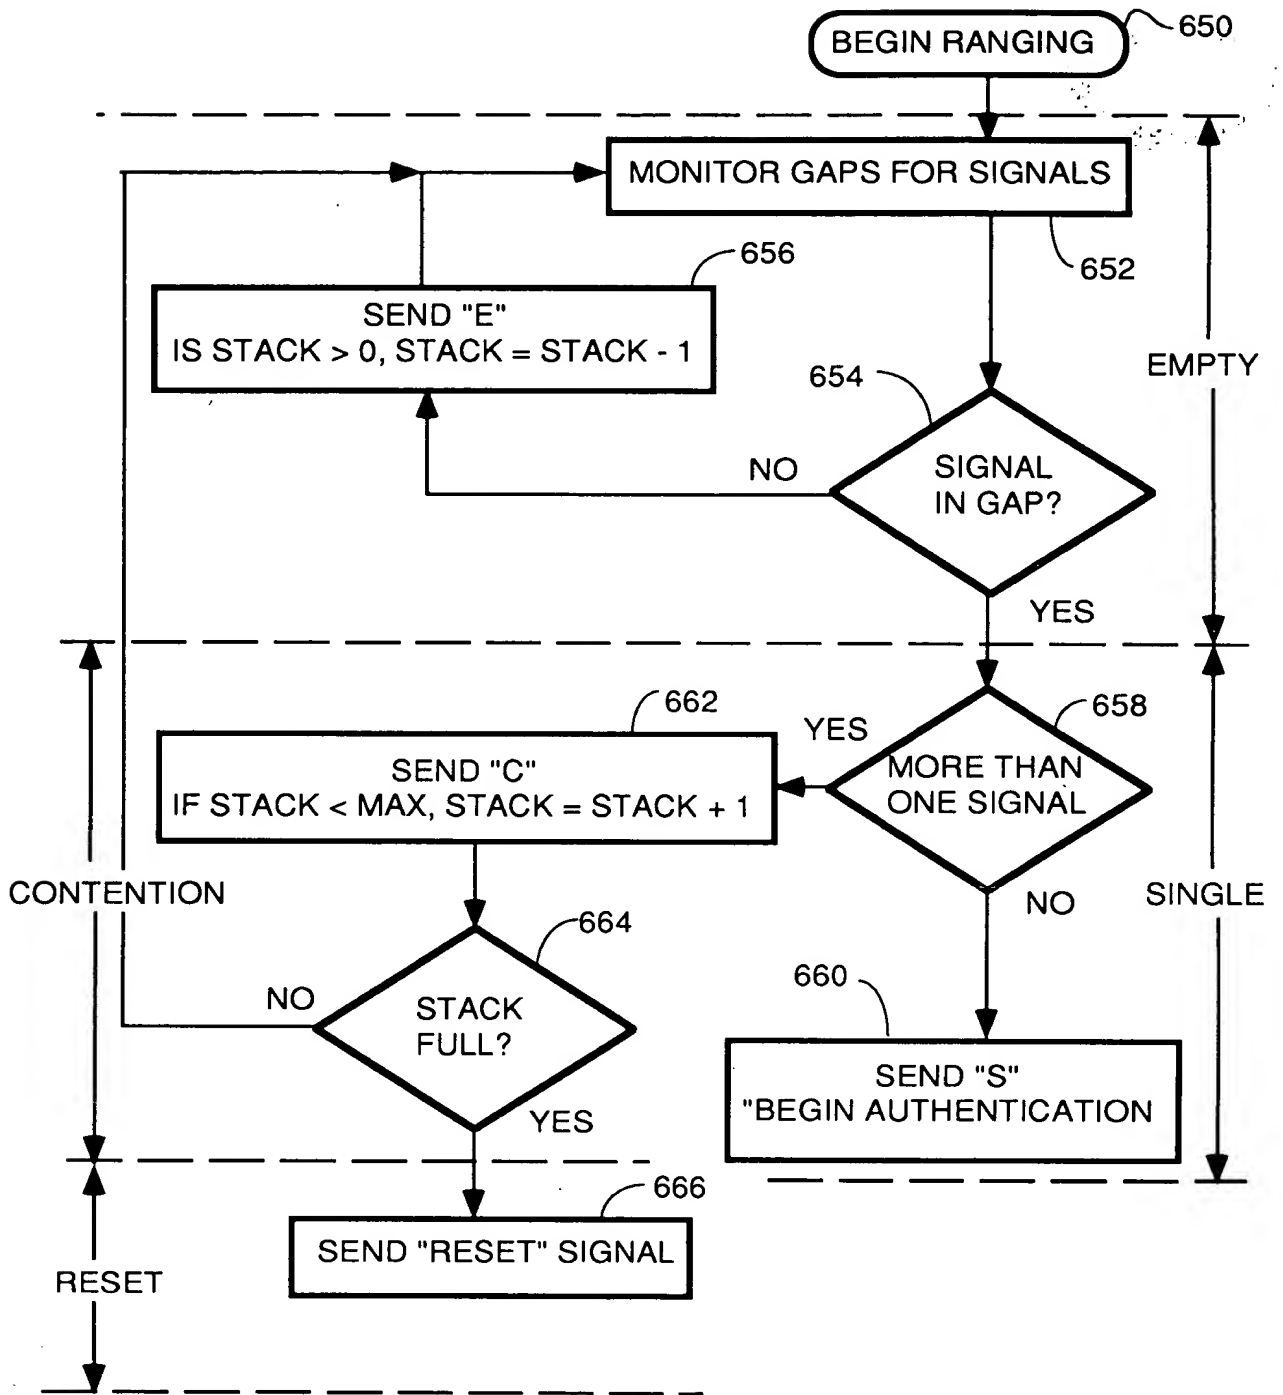 BEGIN RANGING
650
MONITOR GAPS FOR SIGNALS
652
656
SEND "E"
IS STACK > 0, STACK = STACK - 1
EMPTY
654
SIGNAL
IN GAP?
NO
YES
662
658
YES
MORE THAN
ONE SIGNAL
SEND "C"
IF STACK < MAX, STACK = STACK + 1
CONTENTION
SINGLE
NO
664
STACK
FULL?
NO
YES
660
SEND "S"
"BEGIN AUTHENTICATION
666
SEND "RESET" SIGNAL
RESET